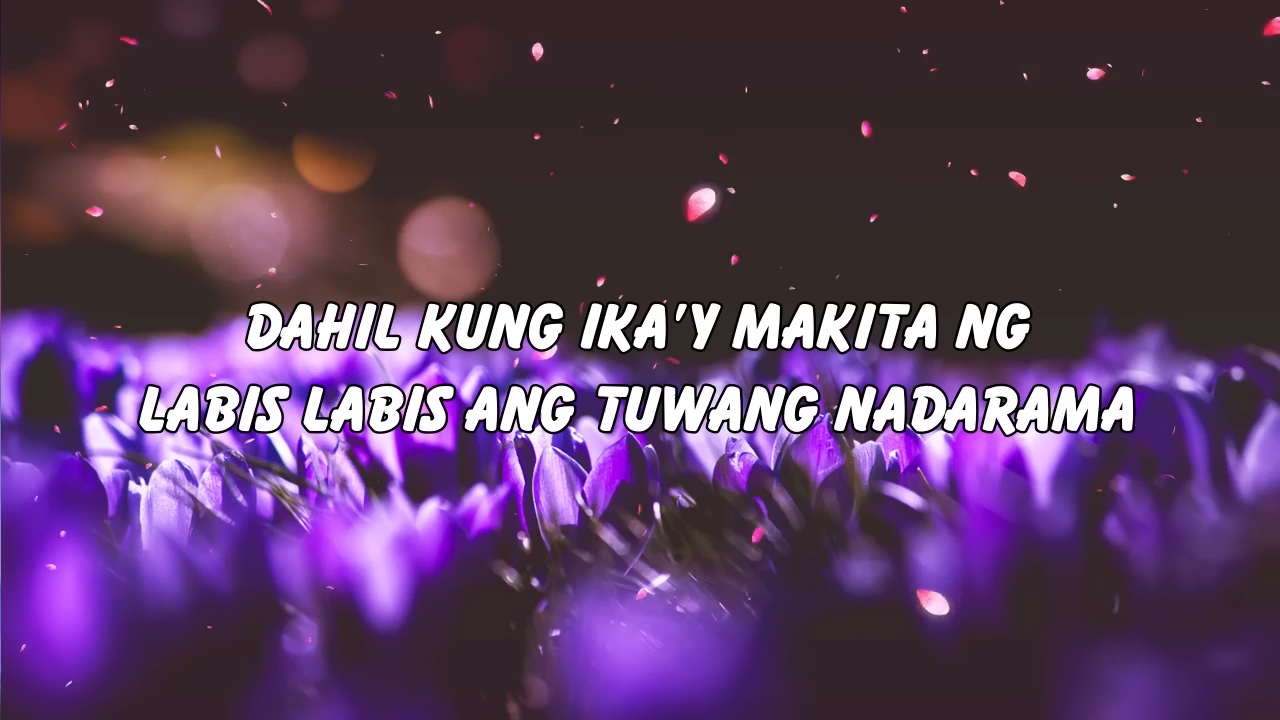 DAHIL KUNG IKA'Y MAKITA NG
LABIS LABIS ANG TUWANG NADARAMA